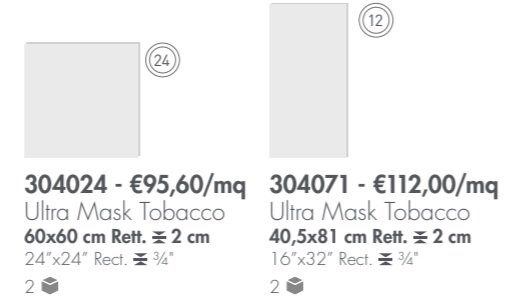 24
304024 - €95,60/mq
Ultra Mask Tobacco
60x60 cm Rett. 2 cm
24”x24” Rect. ¾"
2
12
304071 - €112,00/mq
Ultra Mask Tobacco
40,5x81 cm Rett. 2 cm
16”x32” Rect. ¾"
2